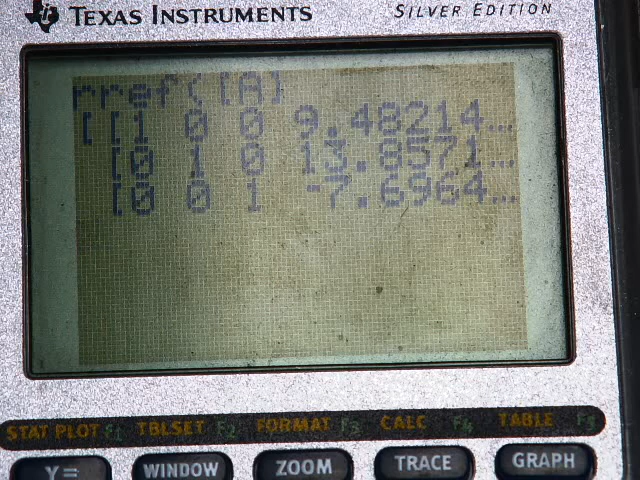 TEXAS INSTRUMENTS SILVER EDITION
rref([A]
[[1 0 0 9.48214…
[0 1 0 13.8571…
[0 0 1 -7.6964…
STAT PLOT F1 TBLSET F2 FORMAT F3 CALC F4 TABLE F5
Y= WINDOW ZOOM TRACE GRAPH